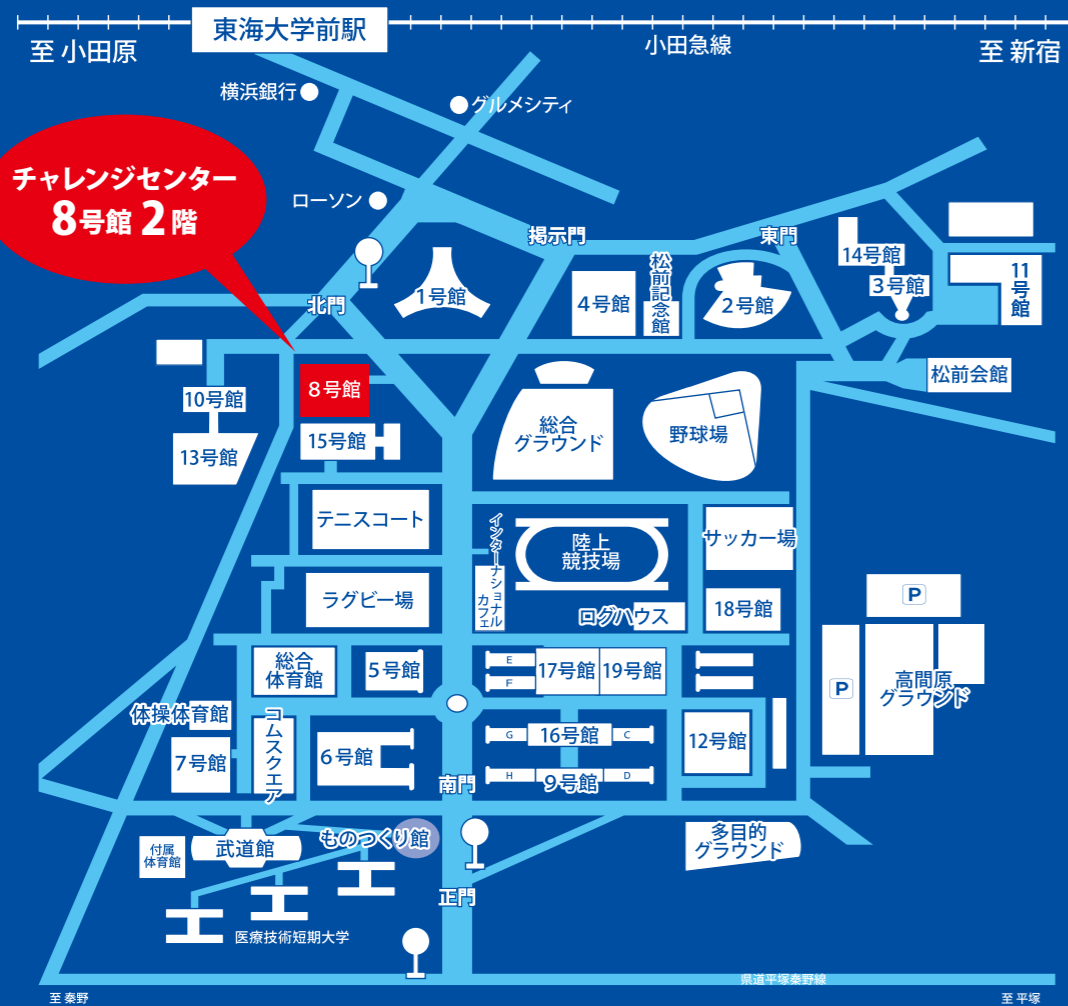 東海大学前駅
至 小田原
小田急線
至 新宿
横浜銀行
グルメシティ
チャレンジセンター
8号館 2階
ローソン
掲示門
東門
14号館
3号館
11号館
1号館
北門
4号館
松前記念館
2号館
松前会館
8号館
10号館
15号館
13号館
総合
グラウンド
野球場
テニスコート
インターナショナル
カフェ
陸上
競技場
サッカー場
ラグビー場
ログハウス
18号館
P
総合
体育館
5号館
E
F
17号館
19号館
P
高間原
グラウンド
体操体育館
コムスクエア
7号館
6号館
G
16号館
C
12号館
南門
H
9号館
D
付属
体育館
武道館
ものつくり館
多目的
グラウンド
正門
医療技術短期大学
県道平塚秦野線
至 秦野
至 平塚